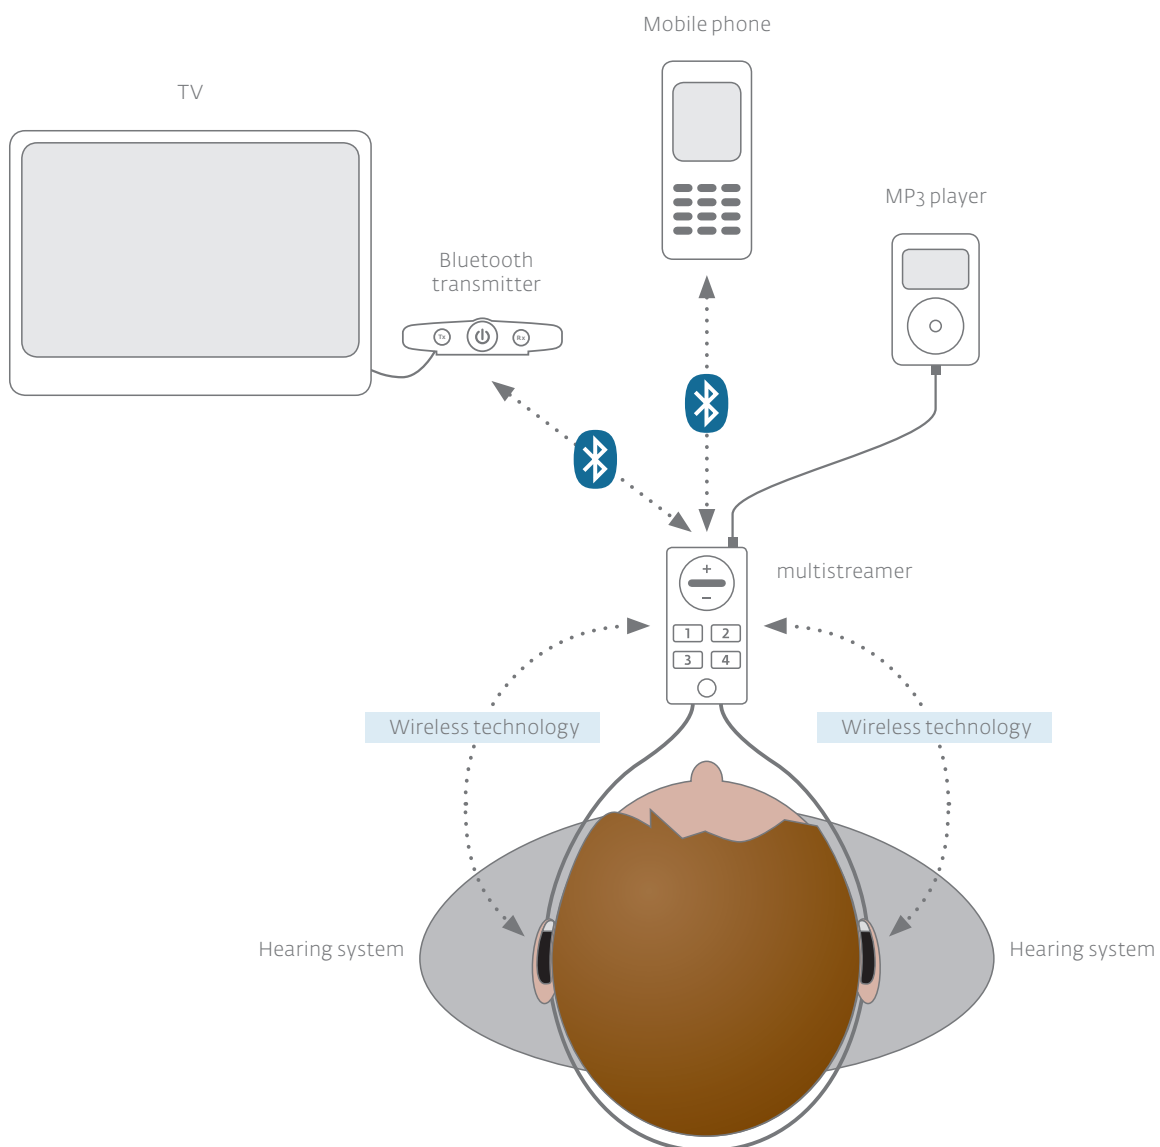 Mobile phone
TV
MP3 player
Bluetooth
transmitter
Tx
Rx
multistreamer
+
−
1 2
3 4
Wireless technology
Wireless technology
Hearing system
Hearing system